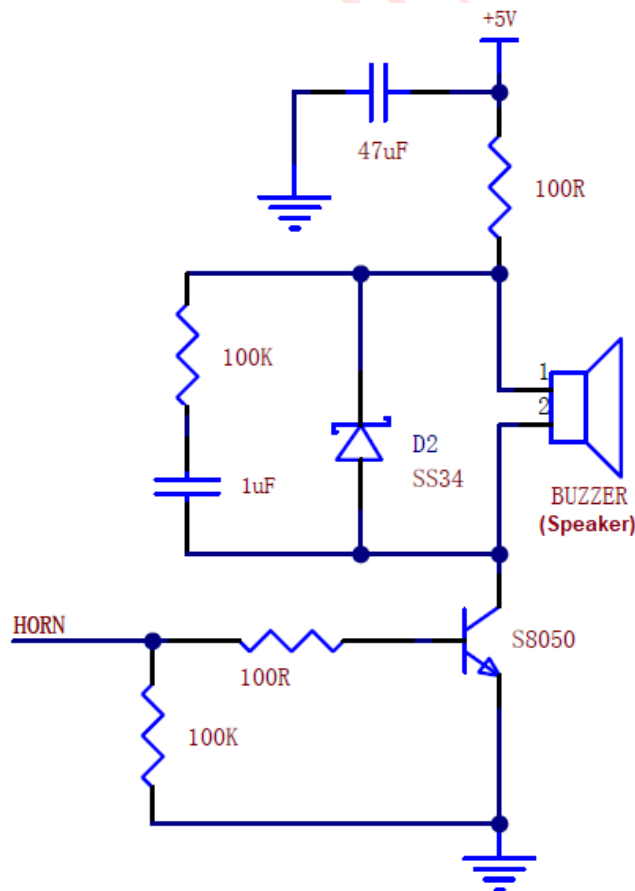 +5V
47uF
100R
100K
1
2
D2
SS34
1uF
BUZZER
(Speaker)
HORN
S8050
100R
100K